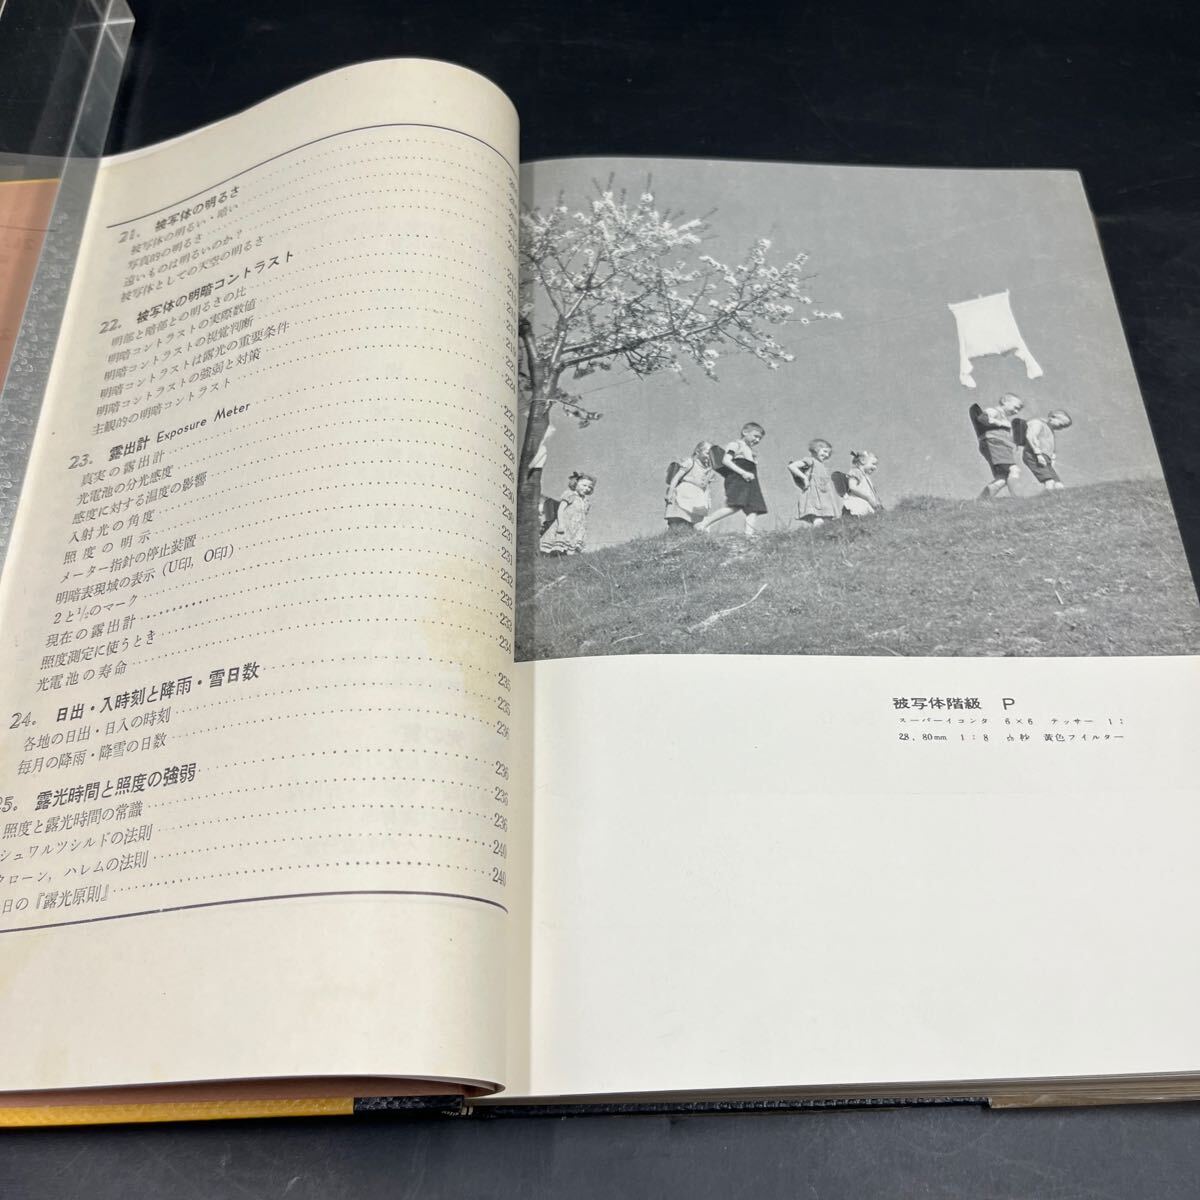 21. 被写体の明るさ
被写体の明るい・暗い
写真的の明るさ
遠いものは明るいのか?
被写体としての天空の明るさ
22. 被写体の明暗コントラスト
明部と暗部との明るさの比
明暗コントラストの実際数値
明暗コントラストの視覚判断
明暗コントラストは露光の重要条件
明暗コントラストの強弱と対策
主観的の明暗コントラスト
23. 露出計 Exposure Meter
真実の露出計
光電池の分光感度
感度に対する温度の影響
入射光の角度
照度の明示
メーター指針の停止装置
明暗表現域の表示 (U印, O印)
2と½のマーク
現在の露出計
照度測定に使うとき
光電池の寿命 234
24. 日出・入時刻と降雨・雪日数 235
各地の日出・日入の時刻 235
毎月の降雨・降雪の日数 236
25. 露光時間と照度の強弱 236
照度と露光時間の常識 236
シュワルツシルドの法則 236
クローン, ハレムの法則 240
日の『露光原則』 240
被写体階級 P
スーパーイコンタ 6×6 テッサー 1:
28, 80mm 1:8 秒 黄色フイルター